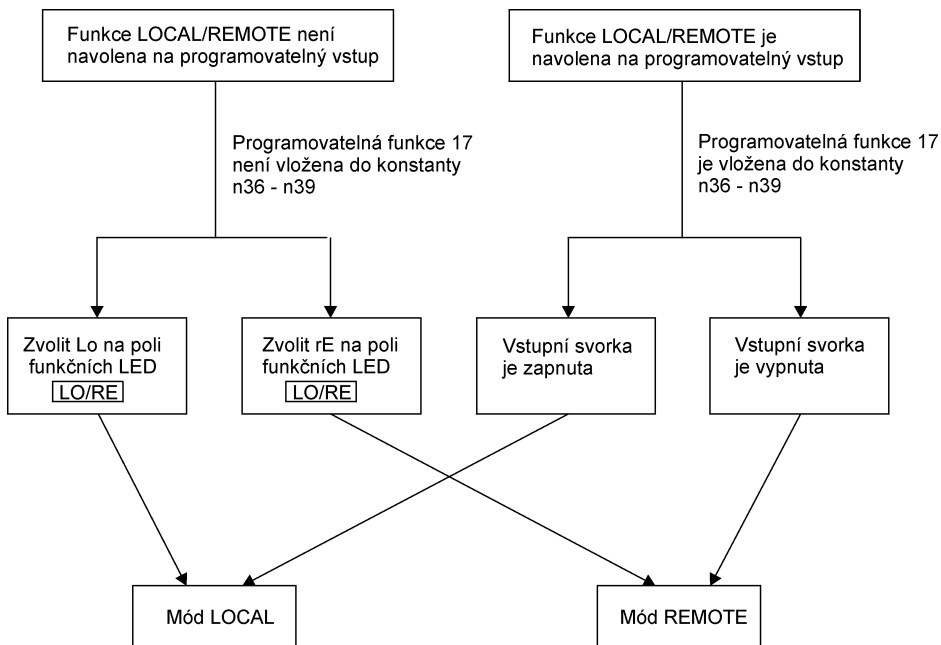 Funkce LOCAL/REMOTE není
navolena na programovatelný vstup
Funkce LOCAL/REMOTE je
navolena na programovatelný vstup
Programovatelná funkce 17
není vložena do konstanty
n36 - n39
Programovatelná funkce 17
je vložena do konstanty
n36 - n39
Zvolit Lo na poli
funkčních LED
LO/RE
Zvolit rE na poli
funkčních LED
LO/RE
Vstupní svorka
je zapnuta
Vstupní svorka
je vypnuta
Mód LOCAL
Mód REMOTE